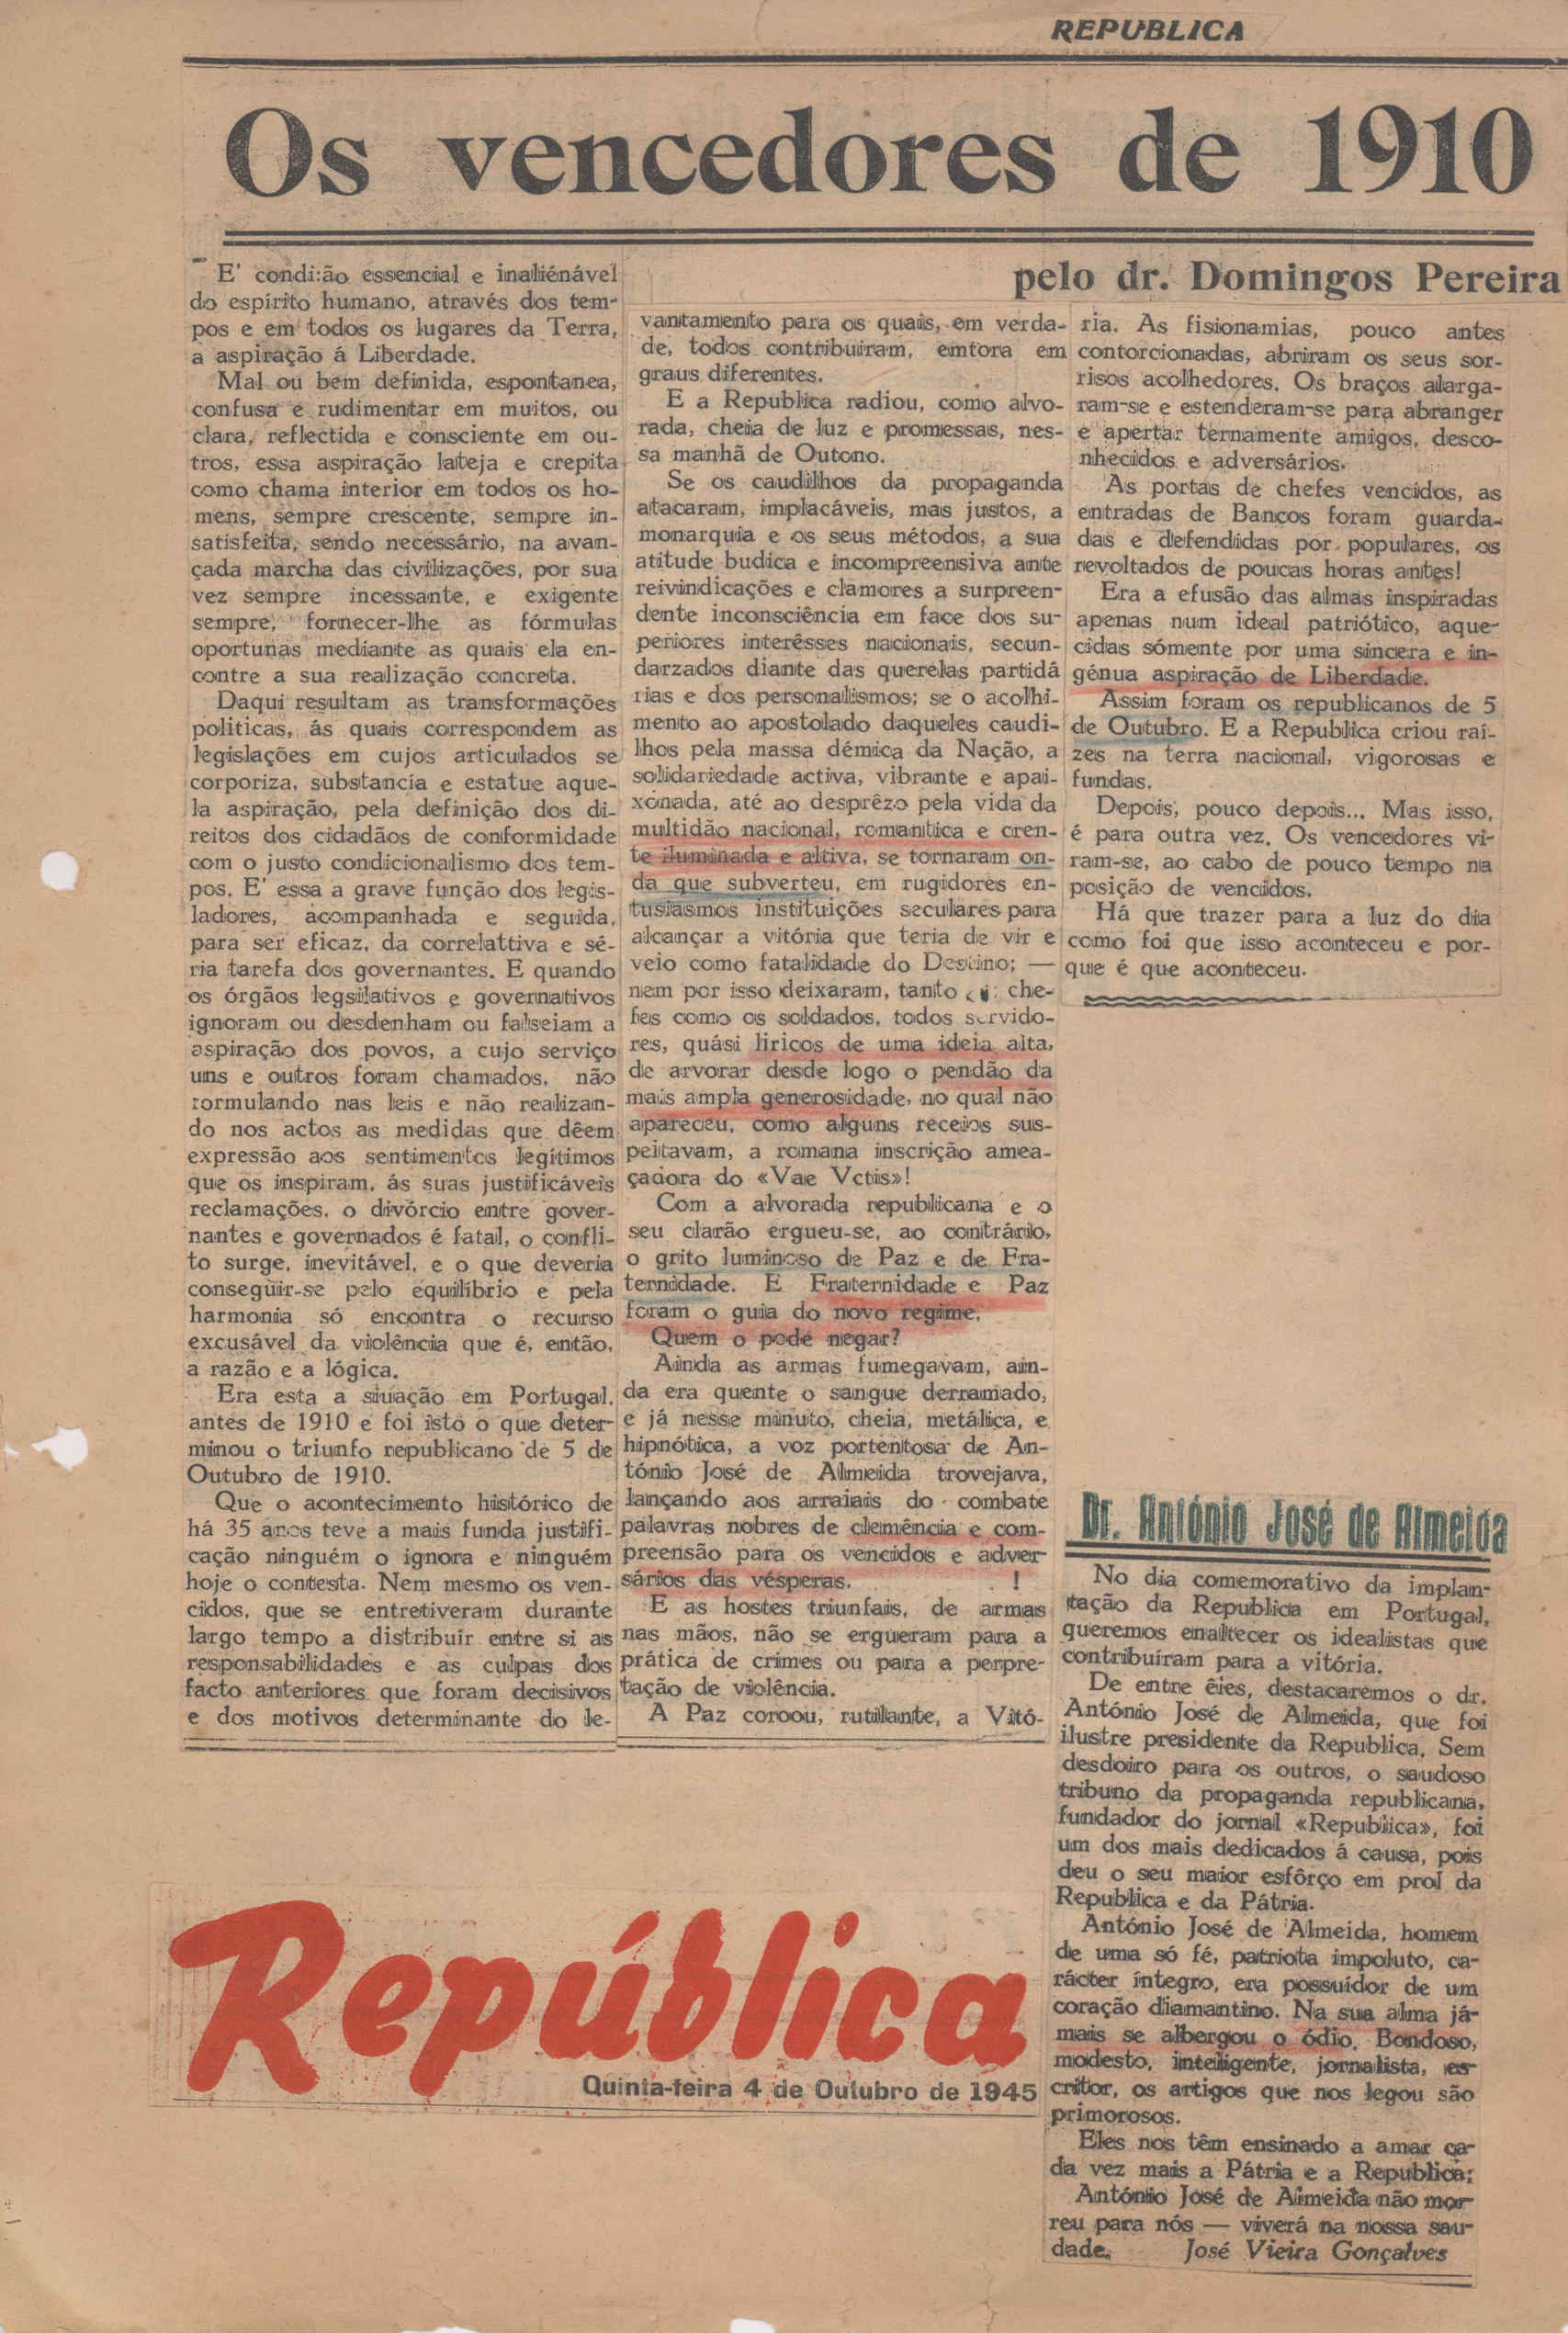 REPUBLICA
Os vencedores de 1910
pelo dr. Domingos Pereira
E' condi:ão essencial e inaliénável
do espírito humano, através dos tem-
pos e em todos os lugares da Terra,
a aspiração á Liberdade.
Mal ou bem definida, espontanea,
confusa e rudimentar em muitos, ou
clara, reflectida e consciente em ou-
tros, essa aspiração lateja e crepita
como chama interior em todos os ho-
mens, sempre crescente, sempre in-
satisfeita, sendo necessário, na avan-
çada marcha das civilizações, por sua
vez sempre incessante, e exigente
sempre, fornecer-lhe as fórmulas
oportunas mediante as quais ela en-
contre a sua realização concreta.
Daqui resultam as transformações
politicas, ás quais correspondem as
legislações em cujos articulados se
corporiza, substancia e estatue aque-
la aspiração, pela definição dos di-
reitos dos cidadãos de conformidade
com o justo condicionalismo dos tem-
pos. E' essa a grave função dos legis-
ladores, acompanhada e seguida,
para ser eficaz, da correlattiva e sé-
ria tarefa dos governantes. E quando
os órgãos legsilativos e governativos
ignoram ou desdenham ou falseiam a
aspiração dos povos, a cujo serviço
uns e outros foram chamados, não
formulando nas leis e não realizan-
do nos actos as medidas que dêem
expressão aos sentimentos legítimos
que os inspiram, ás suas justificáveis
reclamações, o divórcio entre gover-
nantes e governados é fatal, o confli-
to surge, inevitável, e o que deveria
conseguir-se pelo equilíbrio e pela
harmonia só encontra o recurso
excusável da violência que é, então,
a razão e a lógica.
Era esta a situação em Portugal,
antes de 1910 e foi isto o que deter-
minou o triunfo republicano de 5 de
Outubro de 1910.
Que o acontecimento histórico de
há 35 anos teve a mais funda justifi-
cação ninguém o ignora e ninguém
hoje o contesta. Nem mesmo os ven-
cidos, que se entretiveram durante
largo tempo a distribuir entre si as
responsabilidades e as culpas dos
facto anteriores que foram decisivos
e dos motivos determinante do le-
vantamento para os quais, em verda-
de, todos contribuiram, embora em
graus diferentes.
E a Republica radiou, como alvo-
rada, cheia de luz e promessas, nes-
sa manhã de Outono.
Se os caudilhos da propaganda
atacaram, implacáveis, mas justos, a
monarquia e os seus métodos, a sua
atitude budica e incompreensiva ante
reivindicações e clamores a surpreen-
dente inconsciência em face dos su-
periores interêsses nacionais, secun-
darzados diante das querelas partidá
rias e dos personalismos; se o acolhi-
mento ao apostolado daqueles caudi-
lhos pela massa démica da Nação, a
solidariedade activa, vibrante e apai-
xonada, até ao desprêzo pela vida da
multidão nacional, romantica e cren-
te iluminada e altiva, se tornaram on-
da que subverteu, em rugidores en-
tusiasmos instituições seculares para
alcançar a vitória que teria de vir e
veio como fatalidade do Destino; —
nem por isso deixaram, tanto che-
fes como os soldados, todos servido-
res, quási liricos de uma ideia alta,
de arvorar desde logo o pendão da
mais ampla generosidade, no qual não
apareceu, como alguns receios sus-
peitavam, a romana inscrição amea-
çadora do «Vae Vctis»!
Com a alvorada republicana e o
seu clarão ergueu-se, ao contrário,
o grito luminoso de Paz e de Fra-
ternidade. E Fraternidade e Paz
foram o guia do novo regime.
Quem o pode negar?
Ainda as armas fumegavam, ain-
da era quente o sangue derramado,
e já nesse minuto, cheia, metálica, e
hipnótica, a voz portentosa de An-
tónio José de Almeida trovejava,
lançando aos arraiais do combate
palavras nobres de clemência e com-
preensão para os vencidos e adver-
sários das vésperas. !
E as hostes triunfais, de armas
nas mãos, não se ergueram para a
prática de crimes ou para a perpre-
tação de violência.
A Paz coroou, rutilante, a Vitó-
ria. As fisionamias, pouco antes
contorcionadas, abriram os seus sor-
risos acolhedores. Os braços alarga-
ram-se e estenderam-se para abranger
e apertar ternamente amigos, desco-
nhecidos e adversários.
As portas de chefes vencidos, as
entradas de Bancos foram guarda-
das e defendidas por populares, os
revoltados de poucas horas antes!
Era a efusão das almas inspiradas
apenas num ideal patriótico, aque-
cidas sómente por uma sincera e in-
génua aspiração de Liberdade.
Assim foram os republicanos de 5
de Outubro. E a Republica criou raí-
zes na terra nacional, vigorosas e
fundas.
Depois, pouco depois... Mas isso,
é para outra vez. Os vencedores vi-
ram-se, ao cabo de pouco tempo na
posição de vencidos.
Há que trazer para a luz do dia
como foi que isso aconteceu e por-
que é que aconteceu.
Dr. António José de Almeida
No dia comemorativo da implan-
tação da Republica em Portugal,
queremos enaltecer os idealistas que
contribuíram para a vitória.
De entre êles, destacaremos o dr.
António José de Almeida, que foi
ilustre presidente da Republica. Sem
desdoiro para os outros, o saudoso
tribuno da propaganda republicana,
fundador do jornal «Republica», foi
um dos mais dedicados á causa, pois
deu o seu maior esfôrço em prol da
Republica e da Pátria.
António José de Almeida, homem
de uma só fé, patriota impoluto, ca-
rácter íntegro, era possuídor de um
coração diamantino. Na sua alma já-
mais se albergou o ódio. Bondoso,
modesto, inteligente, jornalista, es-
critor, os artigos que nos legou são
primorosos.
Eles nos têm ensinado a amar ca-
da vez mais a Pátria e a Republica;
António José de Almeida não mor-
reu para nós — viverá na nossa sau-
dade. José Vieira Gonçalves
República
Quinta-feira 4 de Outubro de 1945